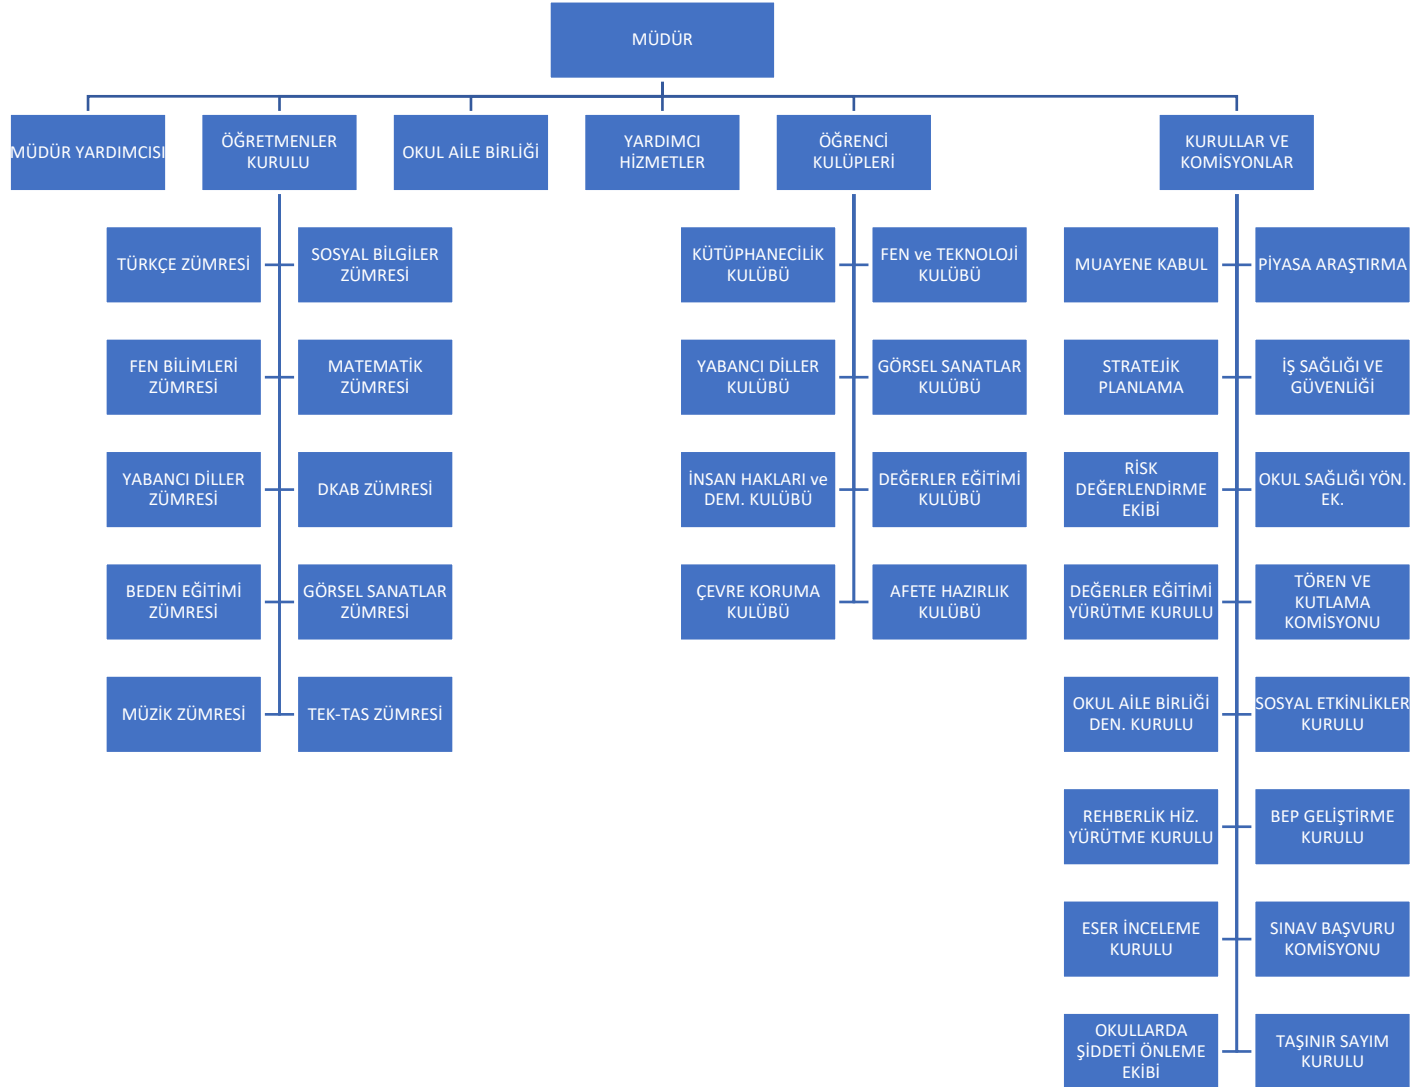 MÜDÜR
MÜDÜR YARDIMCISI
ÖĞRETMENLER
KURULU
OKUL AİLE BİRLİĞİ
YARDIMCI
HİZMETLER
ÖĞRENCİ
KULÜPLERİ
KURULLAR VE
KOMİSYONLAR
TÜRKÇE ZÜMRESİ
SOSYAL BİLGİLER
ZÜMRESİ
FEN BİLİMLERİ
ZÜMRESİ
MATEMATİK
ZÜMRESİ
YABANCI DİLLER
ZÜMRESİ
DKAB ZÜMRESİ
BEDEN EĞİTİMİ
ZÜMRESİ
GÖRSEL SANATLAR
ZÜMRESİ
MÜZİK ZÜMRESİ
TEK-TAS ZÜMRESİ
KÜTÜPHANECİLİK
KULÜBÜ
FEN ve TEKNOLOJİ
KULÜBÜ
YABANCI DİLLER
KULÜBÜ
GÖRSEL SANATLAR
KULÜBÜ
İNSAN HAKLARI ve
DEM. KULÜBÜ
DEĞERLER EĞİTİMİ
KULÜBÜ
ÇEVRE KORUMA
KULÜBÜ
AFETE HAZIRLIK
KULÜBÜ
MUAYENE KABUL
PİYASA ARAŞTIRMA
STRATEJİK
PLANLAMA
İŞ SAĞLIĞI VE
GÜVENLİĞİ
RİSK
DEĞERLENDİRME
EKİBİ
OKUL SAĞLIĞI YÖN.
EK.
DEĞERLER EĞİTİMİ
YÜRÜTME KURULU
TÖREN VE
KUTLAMA
KOMİSYONU
OKUL AİLE BİRLİĞİ
DEN. KURULU
SOSYAL ETKİNLİKLER
KURULU
REHBERLİK HİZ.
YÜRÜTME KURULU
BEP GELİŞTİRME
KURULU
ESER İNCELEME
KURULU
SINAV BAŞVURU
KOMİSYONU
OKULLARDA
ŞİDDETİ ÖNLEME
EKİBİ
TAŞINIR SAYIM
KURULU